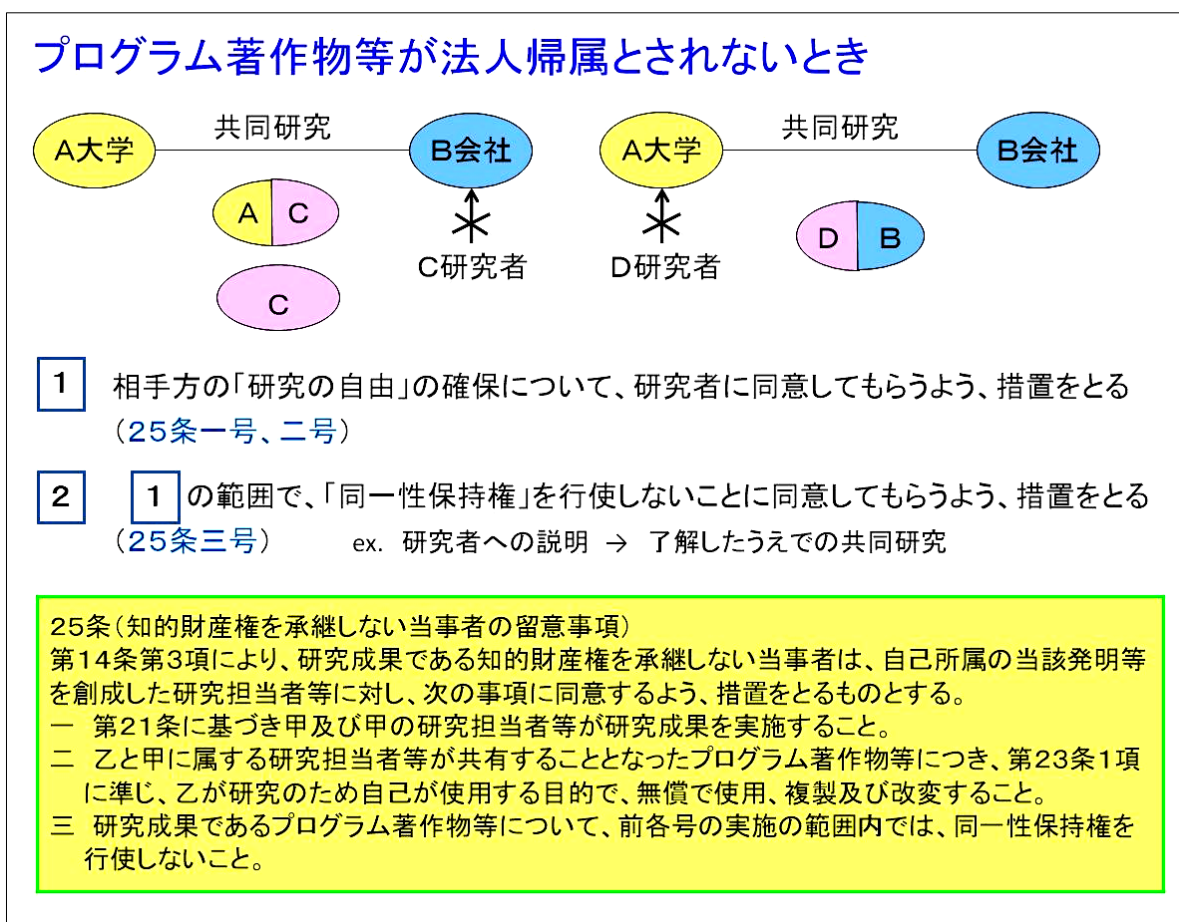 プログラム著作物等が法人帰属とされないとき
A大学 共同研究 B会社 A大学 共同研究 B会社
A C D B
C研究者 D研究者
C
1 相手方の「研究の自由」の確保について、研究者に同意してもらうよう、措置をとる
（25条一号、二号）
2 1 の範囲で、「同一性保持権」を行使しないことに同意してもらうよう、措置をとる
（25条三号） ex. 研究者への説明 → 了解したうえでの共同研究
25条（知的財産権を承継しない当事者の留意事項）
第14条第3項により、研究成果である知的財産権を承継しない当事者は、自己所属の当該発明等
を創成した研究担当者等に対し、次の事項に同意するよう、措置をとるものとする。
一 第21条に基づき甲及び甲の研究担当者等が研究成果を実施すること。
二 乙と甲に属する研究担当者等が共有することとなったプログラム著作物等につき、第23条1項
に準じ、乙が研究のため自己が使用する目的で、無償で使用、複製及び改変すること。
三 研究成果であるプログラム著作物等について、前各号の実施の範囲内では、同一性保持権を
行使しないこと。